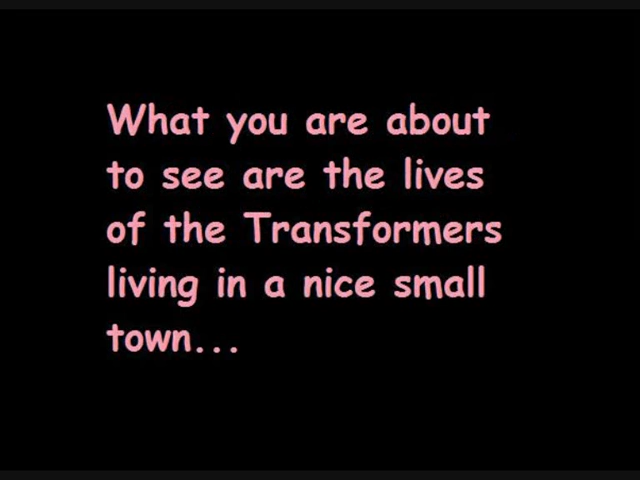 What you are about
to see are the lives
of the Transformers
living in a nice small
town...